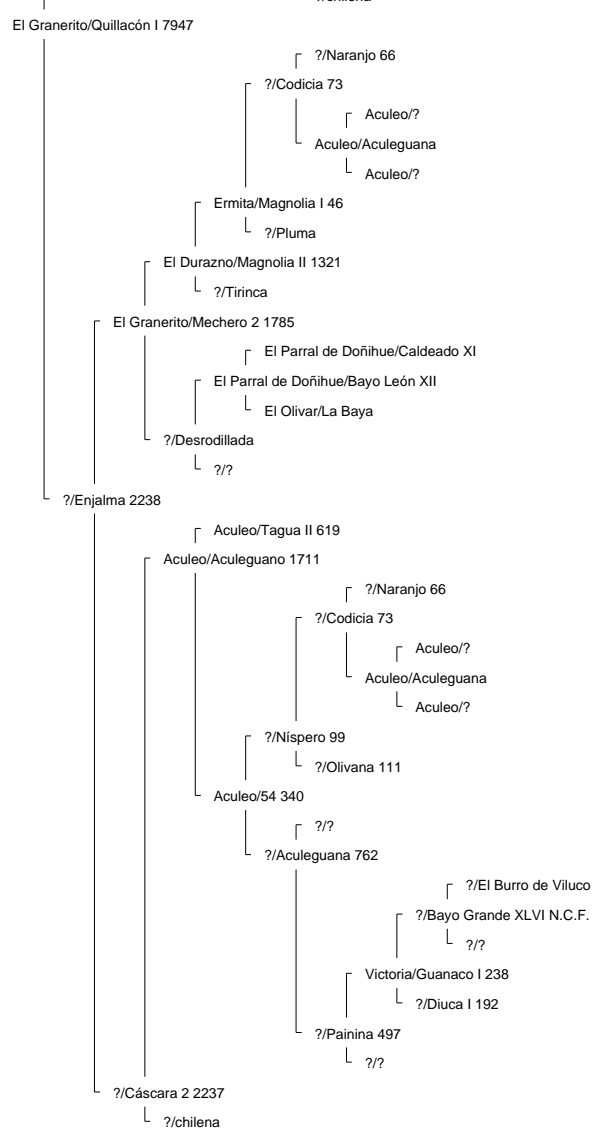 El Granerito/Quillacón I 7947
?/Naranjo 66
?/Codicia 73
Aculeo/?
Aculeo/Aculeguana
Aculeo/?
Ermita/Magnolia I 46
?/Pluma
El Durazno/Magnolia II 1321
?/Tirinca
El Granerito/Mechero 2 1785
El Parral de Doñihue/Caldeado XI
El Parral de Doñihue/Bayo León XII
El Olivar/La Baya
?/Desrodillada
?/?
?/Enjalma 2238
Aculeo/Tagua II 619
Aculeo/Aculeguano 1711
?/Naranjo 66
?/Codicia 73
Aculeo/?
Aculeo/Aculeguana
Aculeo/?
?/Níspero 99
?/Olivana 111
Aculeo/54 340
?/?
?/Aculeguana 762
?/El Burro de Viluco
?/Bayo Grande XLVI N.C.F.
?/?
Victoria/Guanaco I 238
?/Diuca I 192
?/Painina 497
?/?
?/Cáscara 2 2237
?/chilena